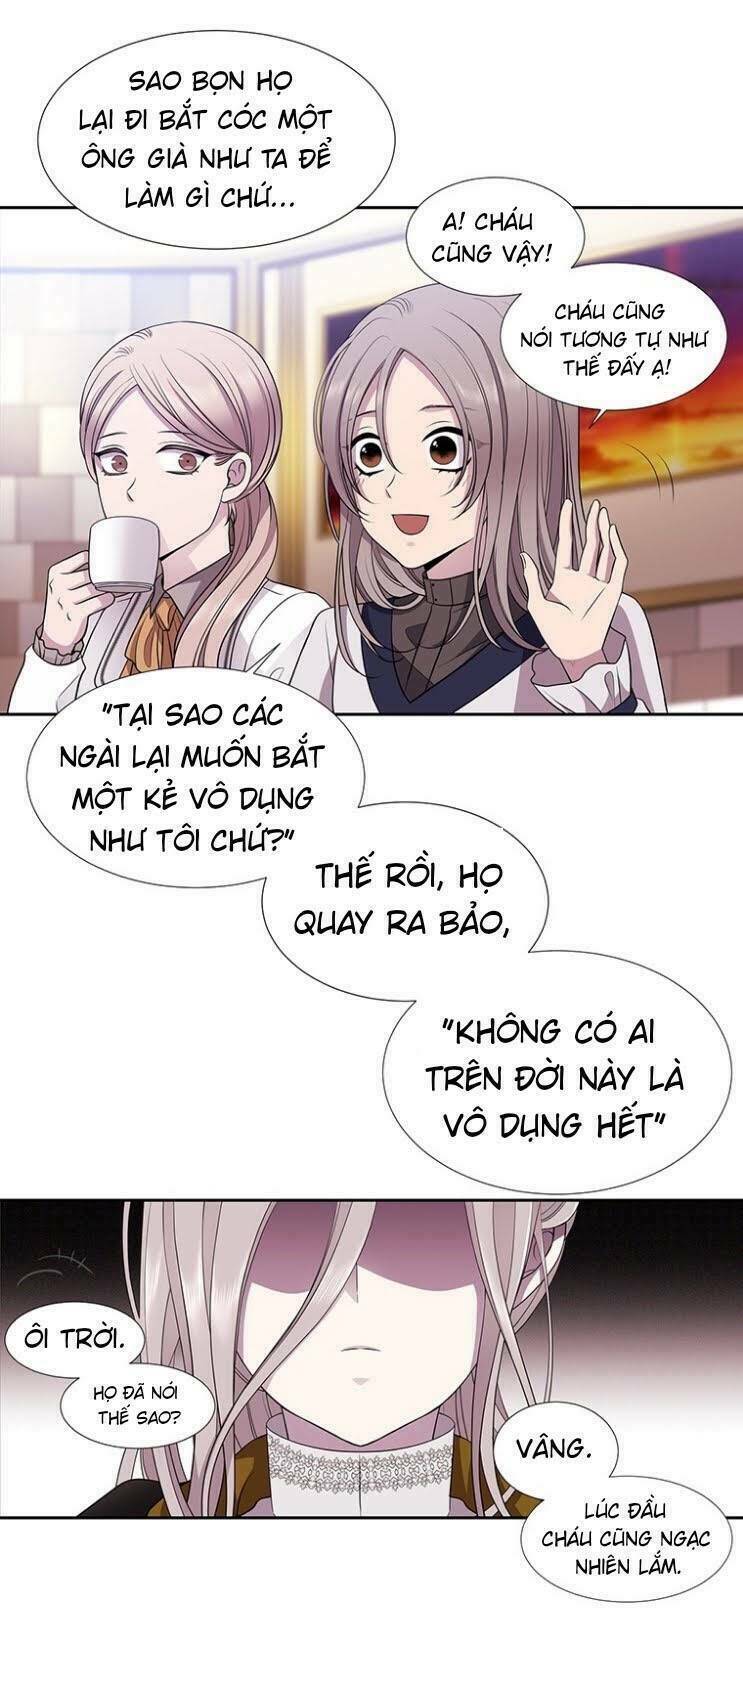 SAO BỌN HỌ
LẠI ĐI BẮT CÓC MỘT
ÔNG GIÀ NHƯ TA ĐỂ
LÀM GÌ CHỨ...
A! CHÁU
CŨNG VẬY!
CHÁU CŨNG
NÓI TƯƠNG TỰ NHƯ
THẾ ĐẤY Ạ!
"TẠI SAO CÁC
NGÀI LẠI MUỐN BẮT
MỘT KẺ VÔ DỤNG
NHƯ TÔI CHỨ?"
THẾ RỒI, HỌ
QUAY RA BẢO,
"KHÔNG CÓ AI
TRÊN ĐỜI NÀY LÀ
VÔ DỤNG HẾT"
ÔI TRỜI.
HỌ ĐÃ NÓI
THẾ SAO?
VÂNG.
LÚC ĐẦU
CHÁU CŨNG NGẠC
NHIÊN LẮM.